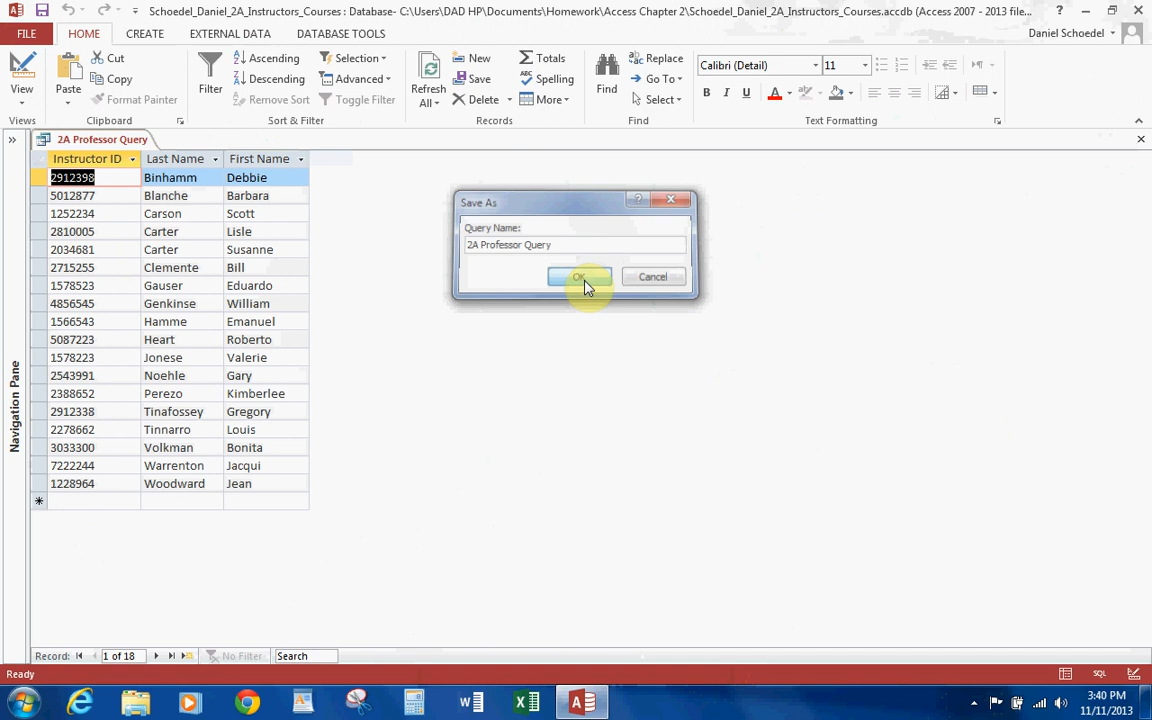 Schoedel_Daniel_2A_Instructors_Courses : Database- C:\Users\DAD HP\Documents\Homework\Access Chapter 2\Schoedel_Daniel_2A_Instructors_Courses.accdb (Access 2007 - 2013 file...
FILE HOME CREATE EXTERNAL DATA DATABASE TOOLS Daniel Schoedel
View
Views
Paste
Cut
Copy
Format Painter
Clipboard
Filter
Ascending
Descending
Remove Sort
Selection
Advanced
Toggle Filter
Sort & Filter
Refresh
All
New
Save
Delete
Totals
Spelling
More
Records
Find
Replace
Go To
Select
Find
Calibri (Detail) 11
B I U A
Text Formatting
2A Professor Query
Instructor ID Last Name First Name
2912398 Binhamm Debbie
5012877 Blanche Barbara
1252234 Carson Scott
2810005 Carter Lisle
2034681 Carter Susanne
2715255 Clemente Bill
1578523 Gauser Eduardo
4856545 Genkinse William
1566543 Hamme Emanuel
5087223 Heart Roberto
1578223 Jonese Valerie
2543991 Noehle Gary
2388652 Perezo Kimberlee
2912338 Tinafossey Gregory
2278662 Tinnarro Louis
3033300 Volkman Bonita
7222244 Warrenton Jacqui
1228964 Woodward Jean
Save As
Query Name:
2A Professor Query
OK Cancel
Navigation Pane
Record: 1 of 18 No Filter Search
Ready SQL
3:40 PM
11/11/2013